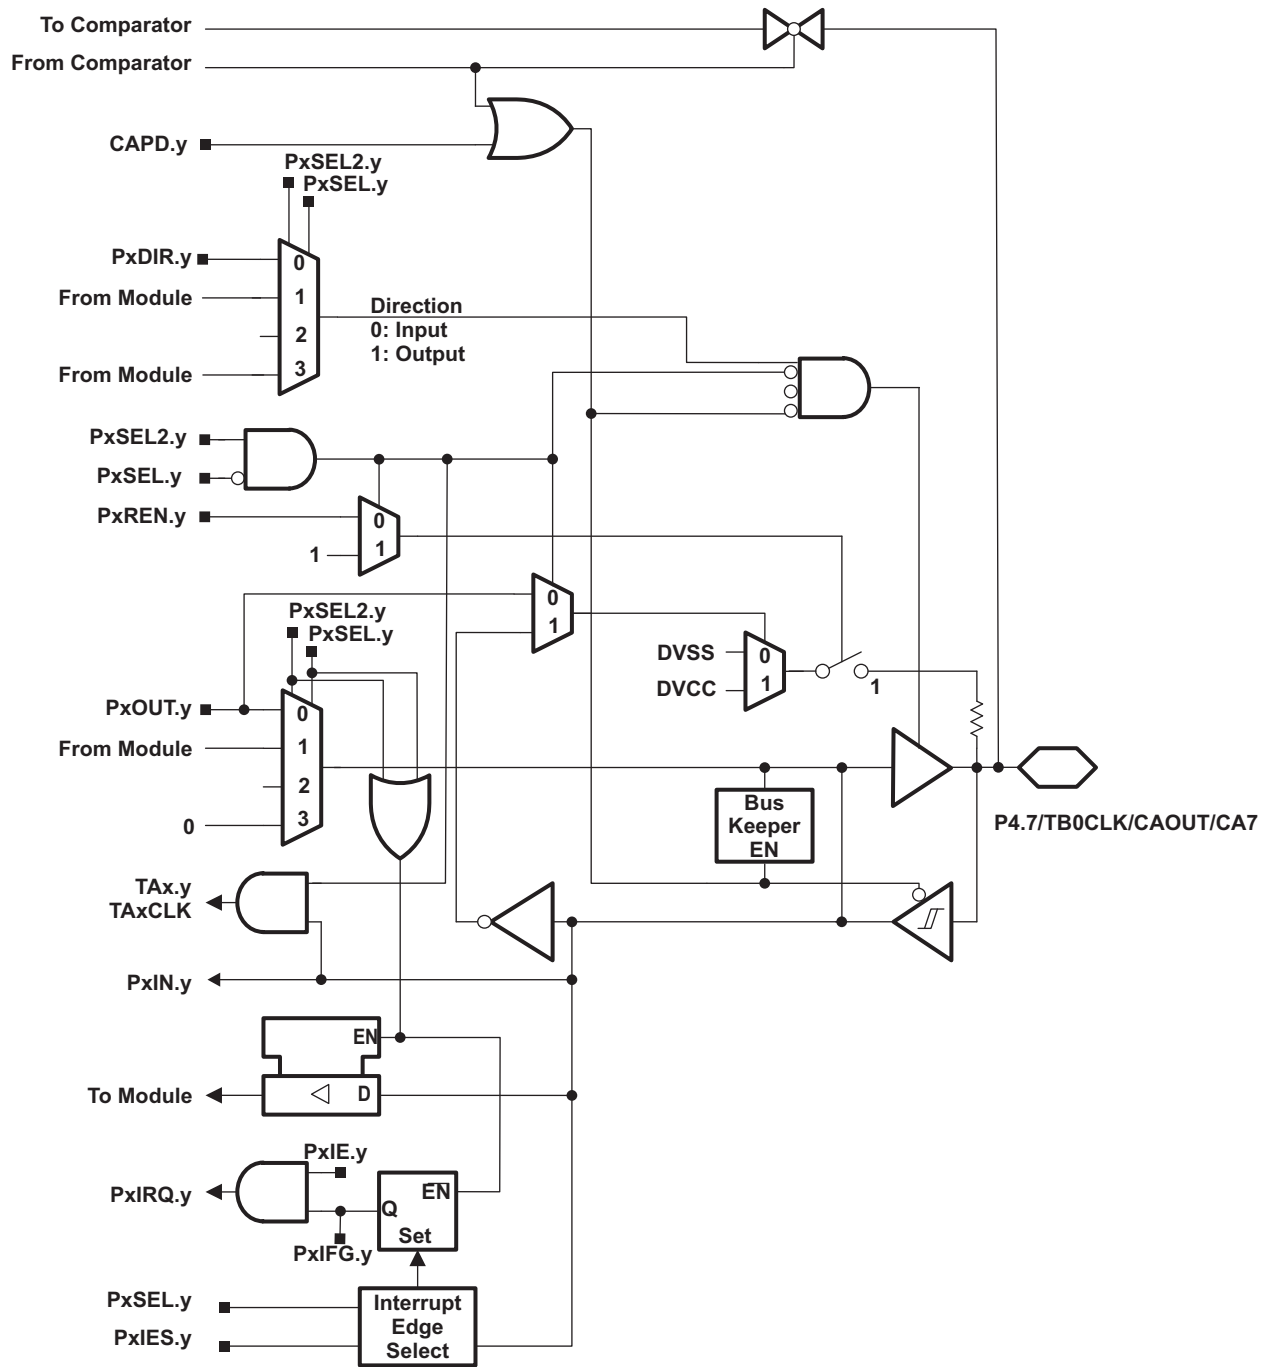 To Comparator
From Comparator
CAPD.y
PxSEL2.y
PxSEL.y
PxDIR.y
0
From Module
1
2
From Module
3
Direction
0: Input
1: Output
PxSEL2.y
PxSEL.y
PxREN.y
0
1
1
0
1
PxSEL2.y
PxSEL.y
DVSS
0
DVCC
1
1
PxOUT.y
0
From Module
1
2
0
3
Bus
Keeper
EN
P4.7/TB0CLK/CAOUT/CA7
TAx.y
TAxCLK
PxIN.y
EN
To Module
D
PxIE.y
PxIRQ.y
EN
Q
Set
PxIFG.y
PxSEL.y
PxIES.y
Interrupt
Edge
Select